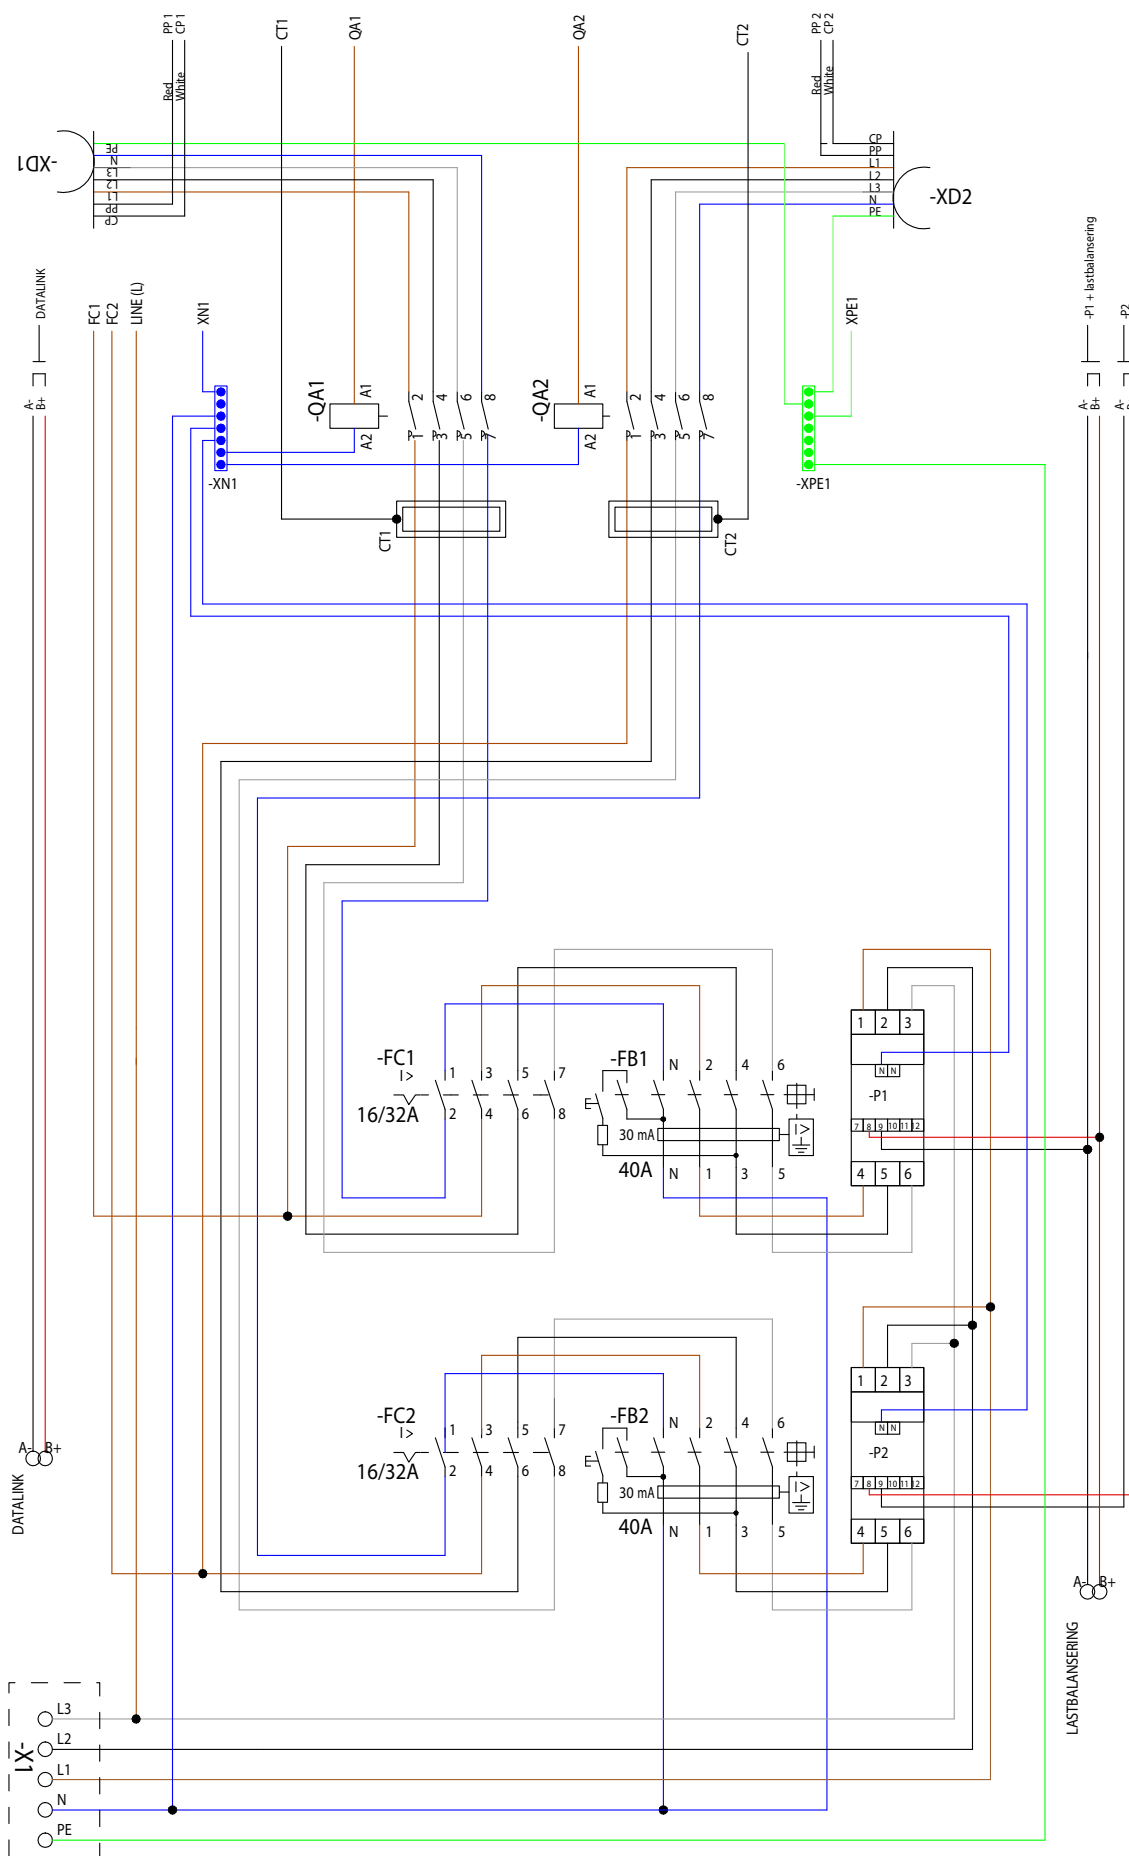 PP 1
CP 1
CT1
QA1
QA2
CT2
PP 2
CP 2
Red
White
Red
White
-XD1
PE
N
L3
L2
L1
PP
CP
CP
PP
L1
L2
L3
N
PE
-XD2
DATALINK
FC1
FC2
LINE (L)
XN1
XPE1
-P1 + lastbalansering
-P2
A-
B+
A-
B+
A-
-QA1
A1
A2
2
4
6
8
1
3
5
7
-QA2
A1
A2
2
4
6
8
1
3
5
7
-XN1
-XPE1
CT1
CT2
-FC1
I>
16/32A
1
3
5
7
2
4
6
8
-FB1
N
2
4
6
30 mA
40A
N
1
3
5
I>
1
2
3
N N
-P1
7 8 9 10 11 12
4
5
6
-FC2
I>
16/32A
1
3
5
7
2
4
6
8
-FB2
N
2
4
6
30 mA
40A
N
1
3
5
I>
1
2
3
N N
-P2
7 8 9 10 11 12
4
5
6
A-
B+
DATALINK
A-
B+
LASTBALANSERING
-X1
L3
L2
L1
N
PE